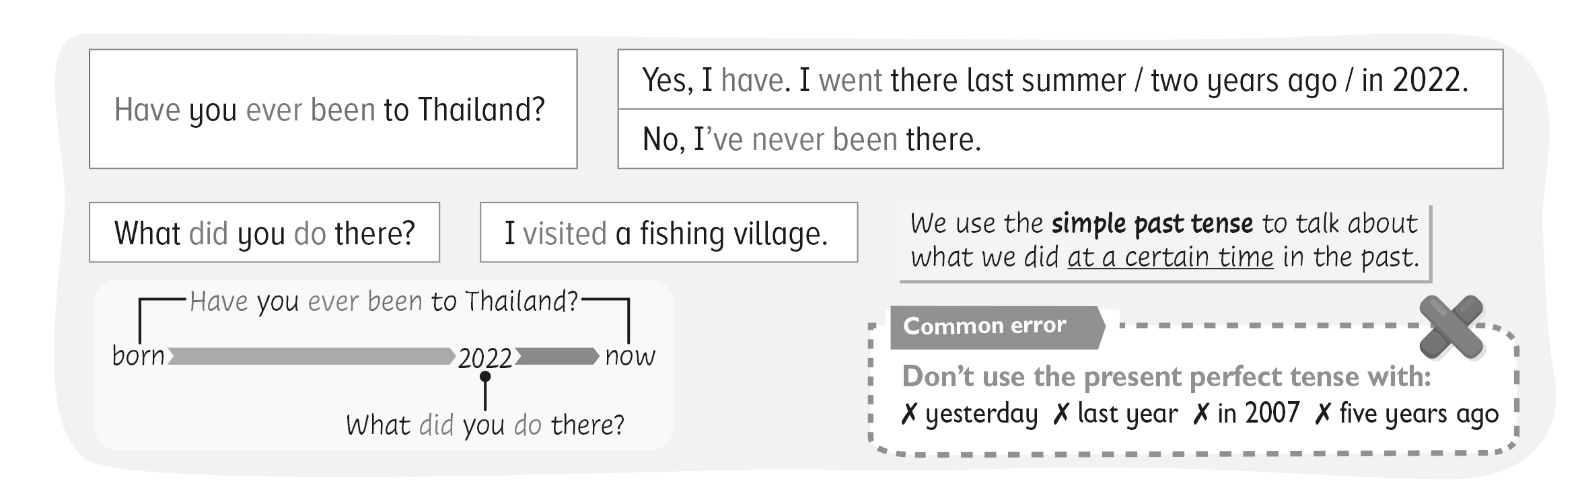 Have you ever been to Thailand?
Yes, I have. I went there last summer / two years ago / in 2022.
No, I've never been there.
What did you do there?
I visited a fishing village.
We use the simple past tense to talk about
what we did at a certain time in the past.
Have you ever been to Thailand?
born 2022 now
What did you do there?
Common error
Don't use the present perfect tense with:
✗ yesterday ✗ last year ✗ in 2007 ✗ five years ago